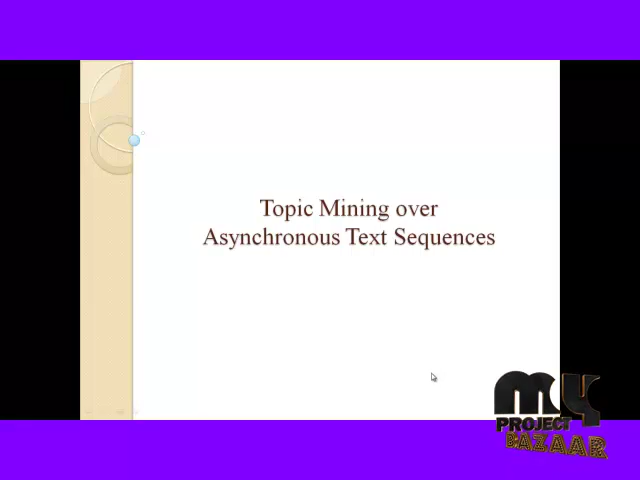 Topic Mining over
Asynchronous Text Sequences
my
PROJECT
BAZAAR